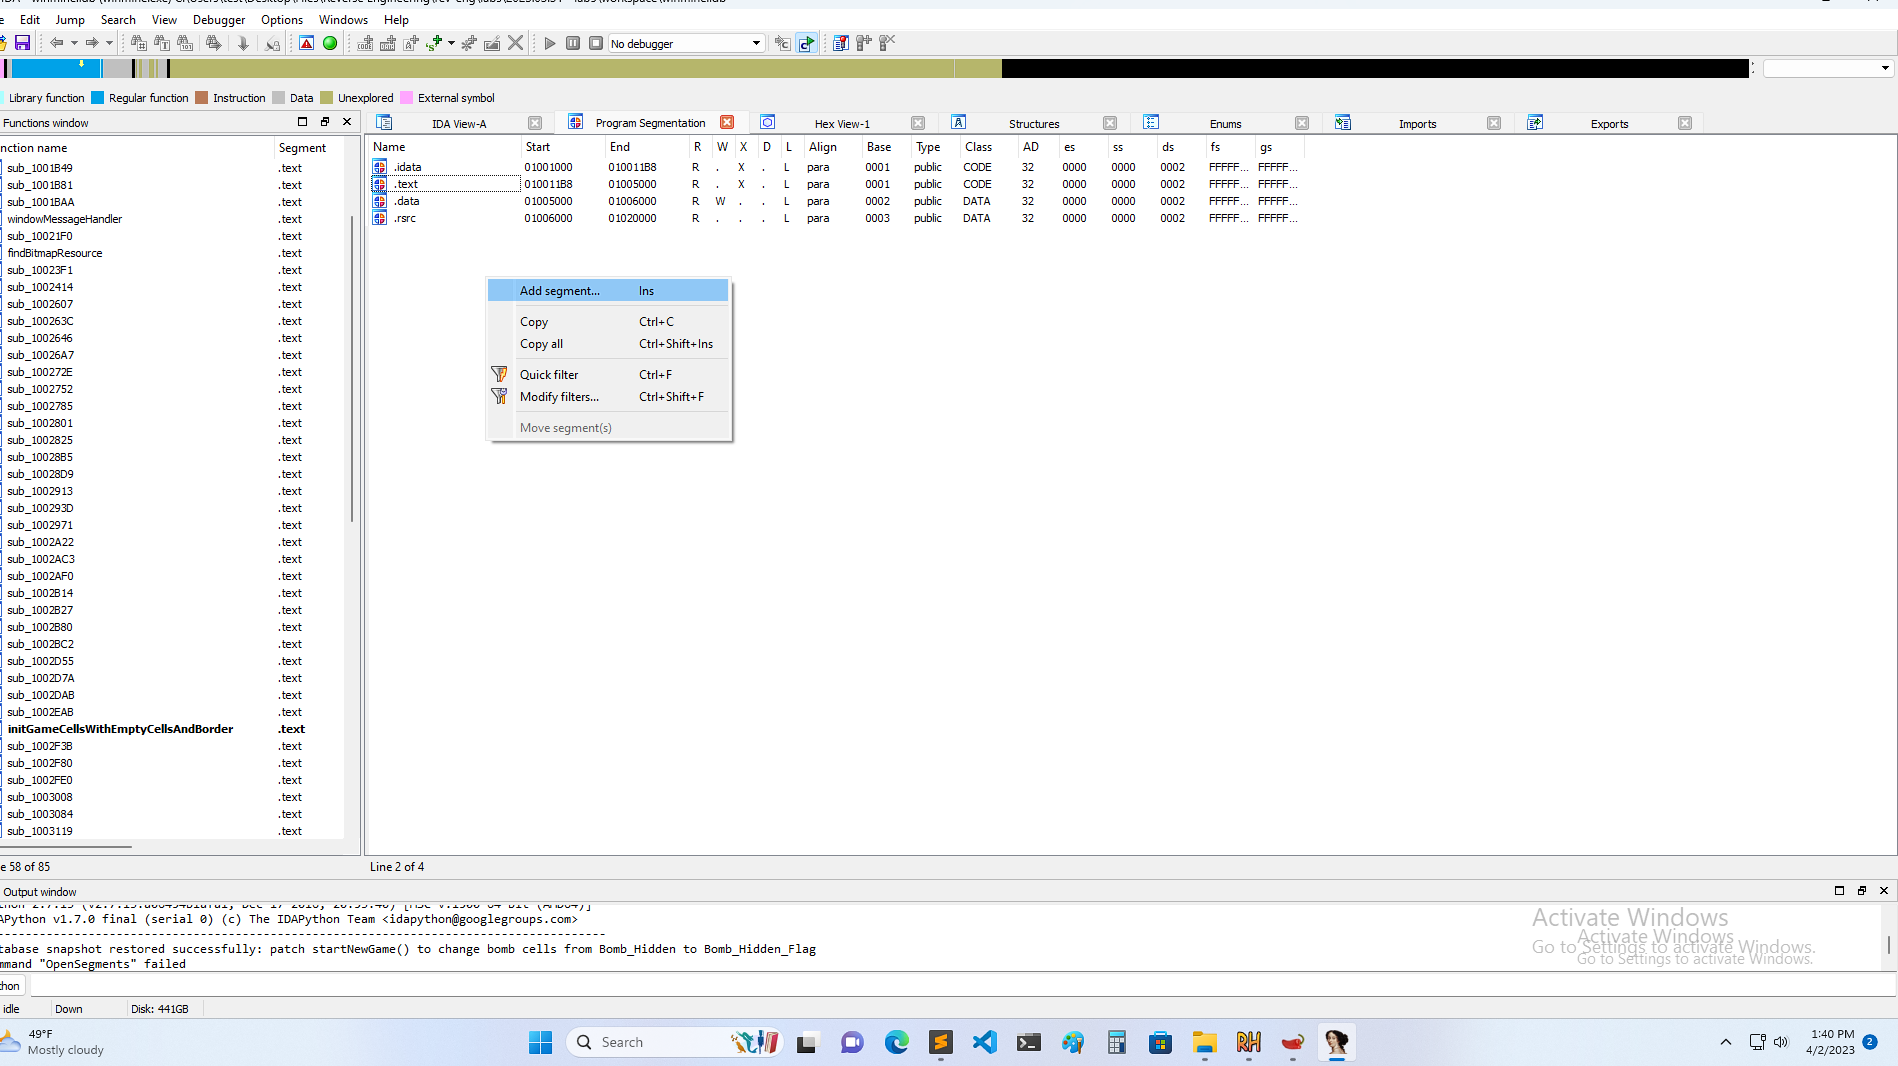 Edit Jump Search View Debugger Options Windows Help
No debugger
Library function Regular function Instruction Data Unexplored External symbol
Functions window
IDA View-A Program Segmentation Hex View-1 Structures Enums Imports Exports
nction name Segment
sub_1001B49 .text
sub_1001B81 .text
sub_1001BAA .text
windowMessageHandler .text
sub_10021F0 .text
findBitmapResource .text
sub_10023F1 .text
sub_1002414 .text
sub_1002607 .text
sub_100263C .text
sub_1002646 .text
sub_10026A7 .text
sub_100272E .text
sub_1002752 .text
sub_1002785 .text
sub_1002801 .text
sub_1002825 .text
sub_10028B5 .text
sub_10028D9 .text
sub_1002913 .text
sub_100293D .text
sub_1002971 .text
sub_1002A22 .text
sub_1002AC3 .text
sub_1002AF0 .text
sub_1002B14 .text
sub_1002B27 .text
sub_1002B80 .text
sub_1002BC2 .text
sub_1002D55 .text
sub_1002D7A .text
sub_1002DAB .text
sub_1002EAB .text
initGameCellsWithEmptyCellsAndBorder .text
sub_1002F3B .text
sub_1002F80 .text
sub_1002FE0 .text
sub_1003008 .text
sub_1003084 .text
sub_1003119 .text
e 58 of 85
Name Start End R W X D L Align Base Type Class AD es ss ds fs gs
.idata 01001000 010011B8 R . X . L para 0001 public CODE 32 0000 0000 0002 FFFFF... FFFFF...
.text 010011B8 01005000 R . X . L para 0001 public CODE 32 0000 0000 0002 FFFFF... FFFFF...
.data 01005000 01006000 R W . . L para 0002 public DATA 32 0000 0000 0002 FFFFF... FFFFF...
.rsrc 01006000 01020000 R . . . L para 0003 public DATA 32 0000 0000 0002 FFFFF... FFFFF...
Add segment... Ins
Copy Ctrl+C
Copy all Ctrl+Shift+Ins
Quick filter Ctrl+F
Modify filters... Ctrl+Shift+F
Move segment(s)
Line 2 of 4
Output window
APython v1.7.0 final (serial 0) (c) The IDAPython Team <idapython@googlegroups.com>
tabase snapshot restored successfully: patch startNewGame() to change bomb cells from Bomb_Hidden to Bomb_Hidden_Flag
mmand "OpenSegments" failed
Activate Windows
Go to Settings to activate Windows.
Activate Windows
Go to Settings to activate Windows.
thon
idle Down Disk: 441GB
49°F
Mostly cloudy
Search
RH
1:40 PM
4/2/2023
2